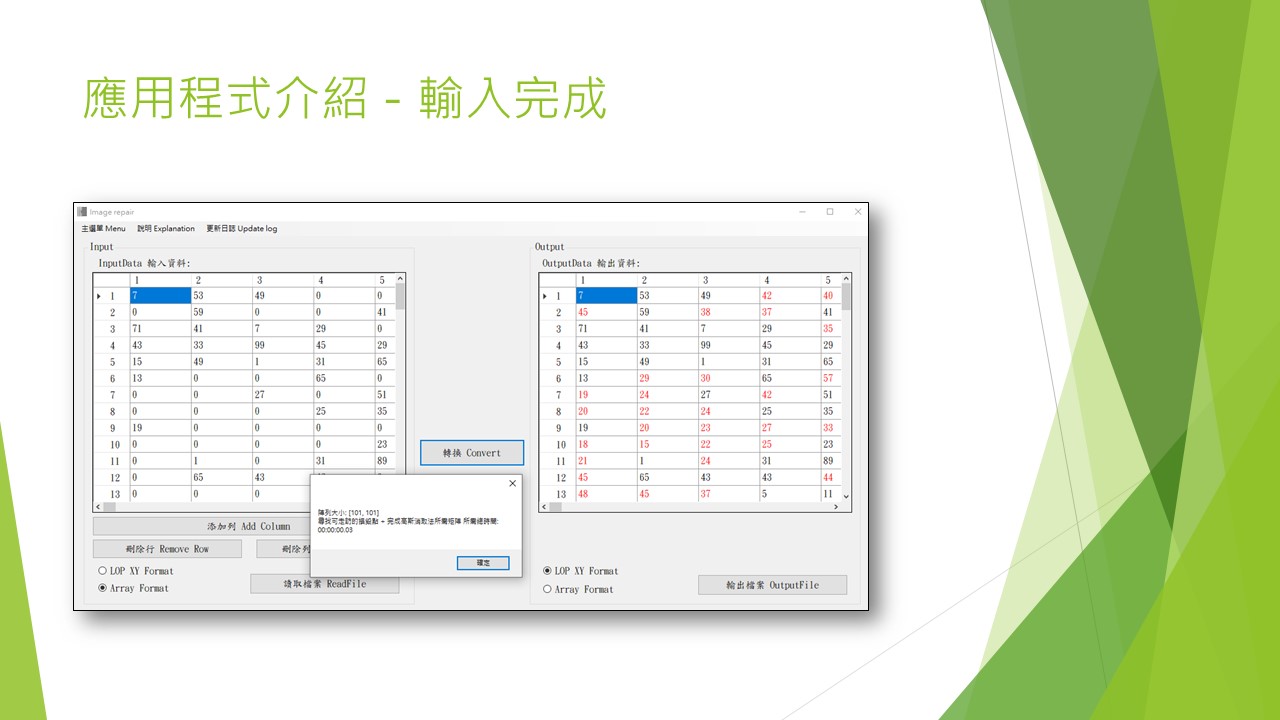 應用程式介紹 - 輸入完成
Image repair
主選單 Menu 說明 Explanation 更新日誌 Update log
Input
InputData 輸入資料:
1 2 3 4 5
1 7 53 49 0 0
2 0 59 0 0 41
3 71 41 7 29 0
4 43 33 99 45 29
5 15 49 1 31 65
6 13 0 0 65 0
7 0 0 27 0 51
8 0 0 0 25 35
9 19 0 0 0 0
10 0 0 0 0 23
11 0 1 0 31 89
12 0 65 43
13 0 0 0
添加列 Add Column
刪除行 Remove Row
刪除列
LOP XY Format
Array Format
讀取檔案 ReadFile
轉換 Convert
陣列大小: [101, 101]
尋找可走訪的損毀點 + 完成高斯消取法所需矩陣 所需總時間:
00:00:00.03
確定
Output
OutputData 輸出資料:
1 2 3 4 5
1 7 53 49 42 40
2 45 59 38 37 41
3 71 41 7 29 35
4 43 33 99 45 29
5 15 49 1 31 65
6 13 29 30 65 57
7 19 24 27 42 51
8 20 22 24 25 35
9 19 20 23 27 33
10 18 15 22 25 23
11 21 1 24 31 89
12 45 65 43 43 44
13 48 45 37 5 11
LOP XY Format
Array Format
輸出檔案 OutputFile